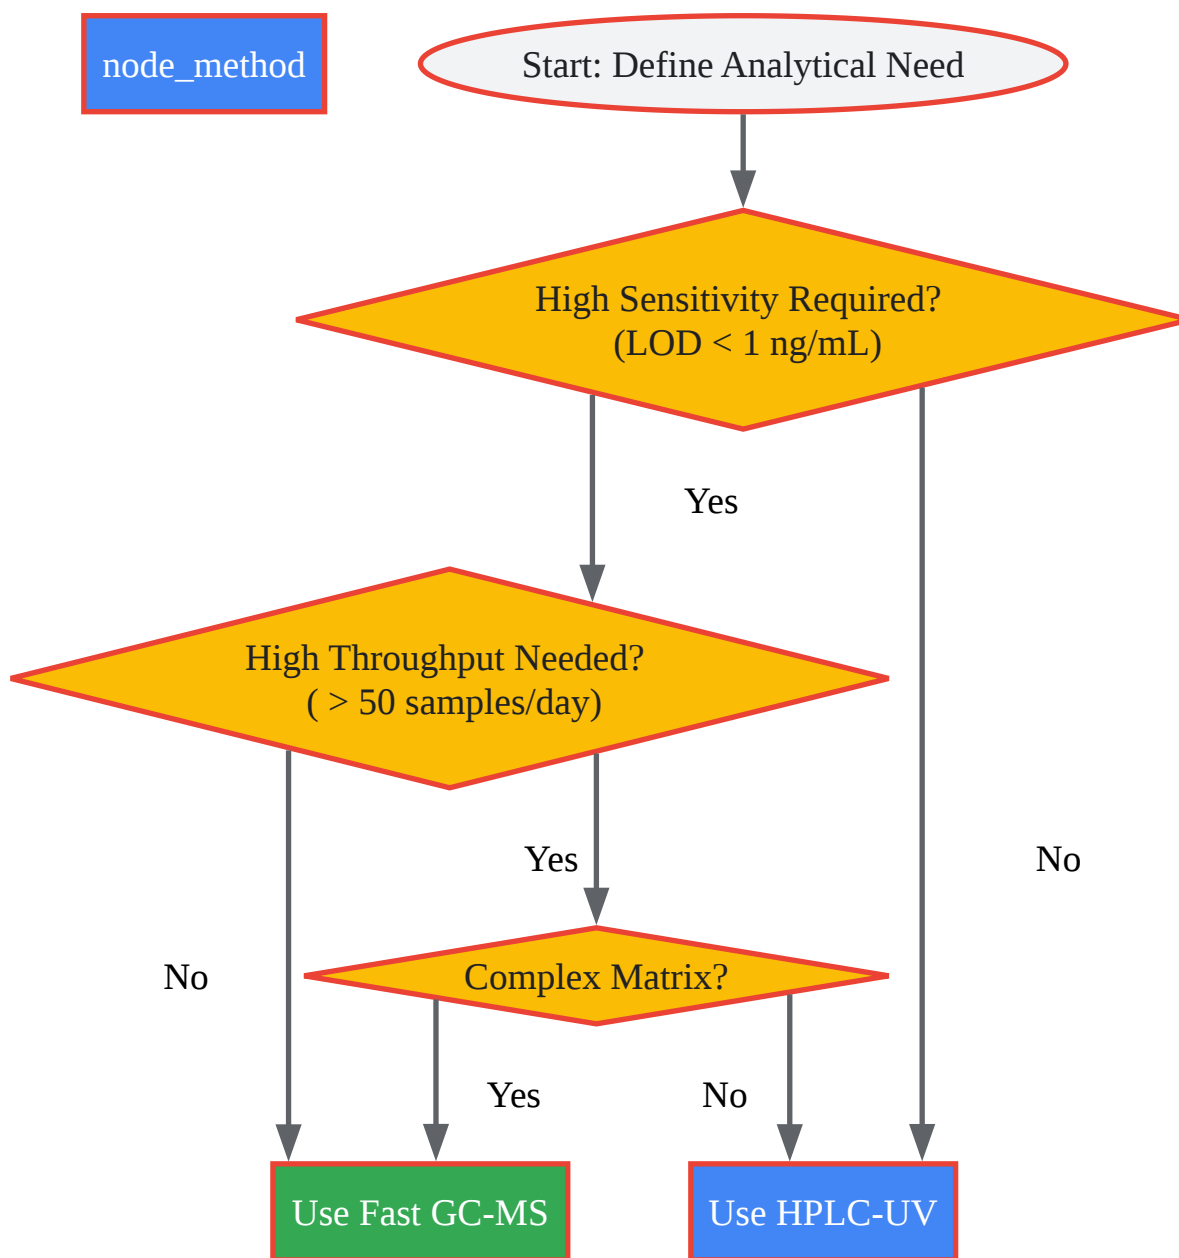 node_method
Start: Define Analytical Need
High Sensitivity Required?
(LOD < 1 ng/mL)
Yes
High Throughput Needed?
( > 50 samples/day)
Yes
No
No
Complex Matrix?
Yes
No
Use Fast GC-MS
Use HPLC-UV